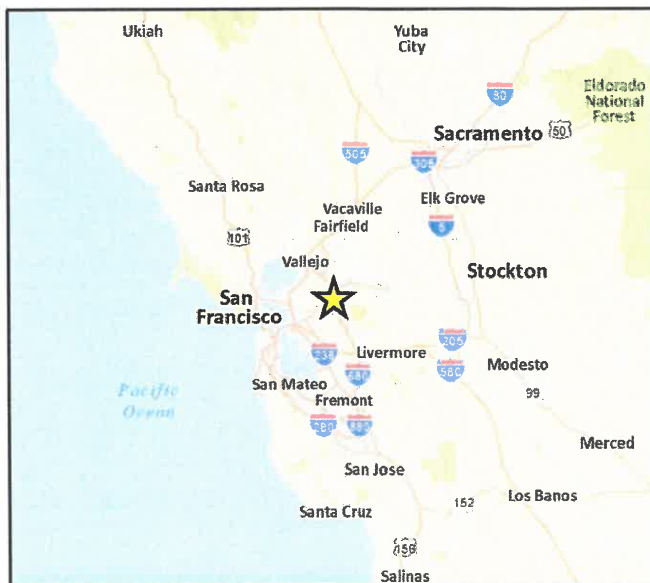 Ukiah
Yuba
City
80
Eldorado
National
Forest
Sacramento
50
505
305
Santa Rosa
Elk Grove
Vacaville
Fairfield
101
5
Vallejo
Stockton
San
Francisco
205
238
Livermore
Modesto
680
580
San Mateo
Pacific
Ocean
Fremont
99
280
880
Merced
San Jose
Los Banos
152
Santa Cruz
156
Salinas